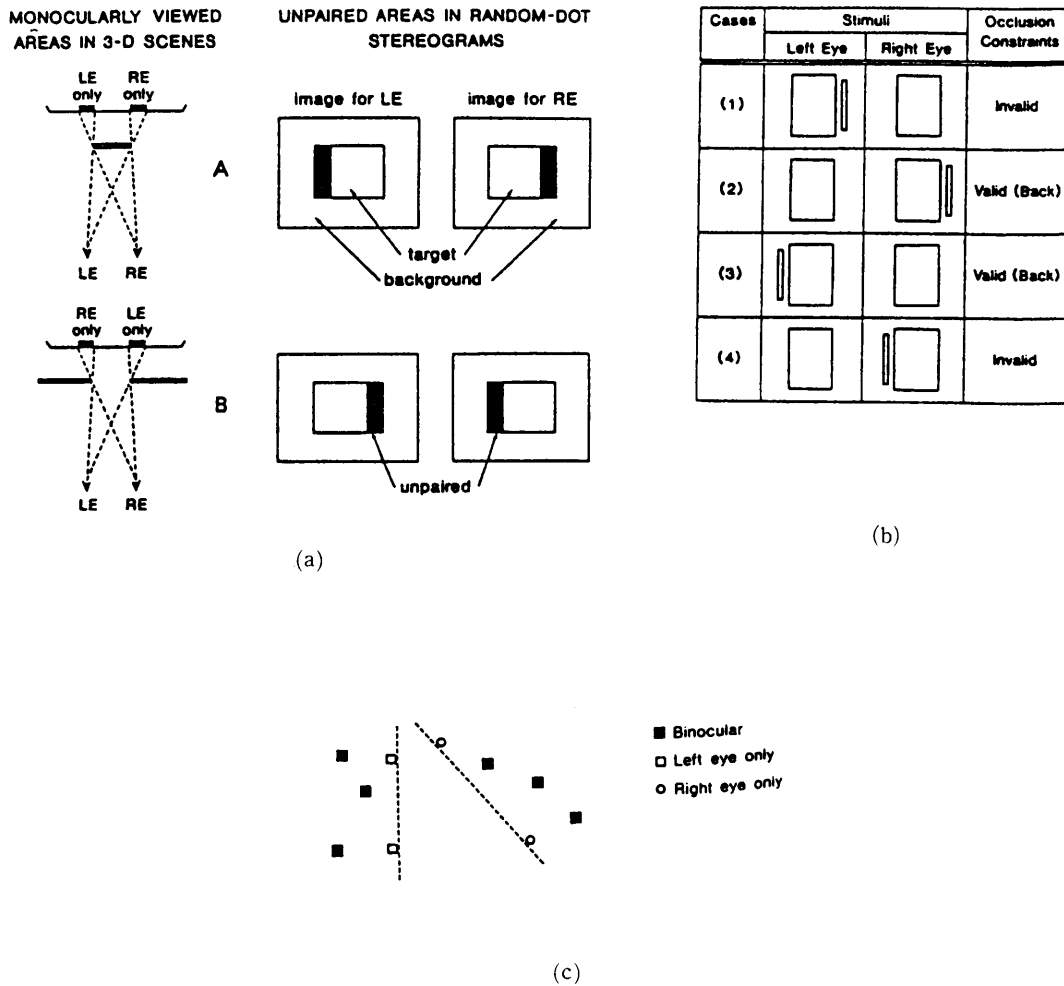 MONOCULARLY VIEWED
AREAS IN 3-D SCENES
UNPAIRED AREAS IN RANDOM-DOT
STEREOGRAMS
LE
only
RE
only
LE
RE
A
image for LE
image for RE
target
background
RE
only
LE
only
LE
RE
B
unpaired
(a)
Cases
Stimuli
Occlusion
Constraints
Left Eye
Right Eye
(1)
Invalid
(2)
Valid (Back)
(3)
Valid (Back)
(4)
Invalid
(b)
Binocular
Left eye only
Right eye only
(c)